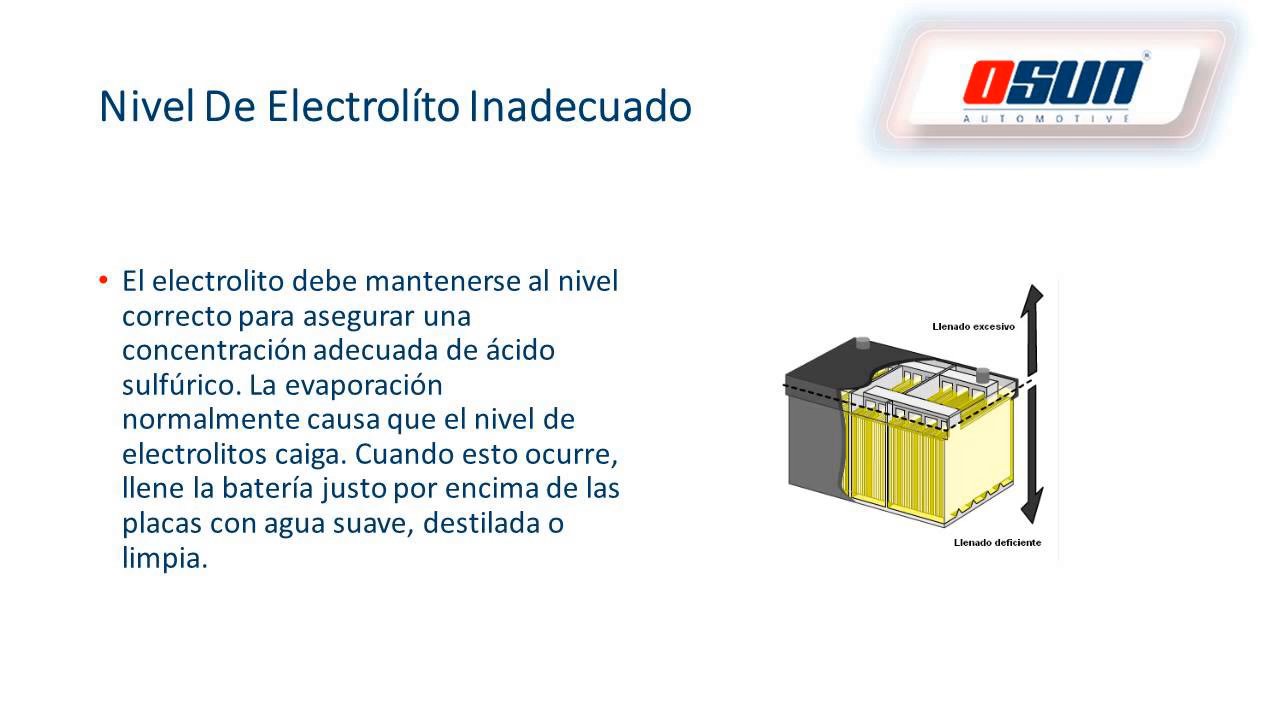 OSUN®
AUTOMOTIVE
Nivel De Electrolíto Inadecuado
• El electrolito debe mantenerse al nivel
correcto para asegurar una
concentración adecuada de ácido
sulfúrico. La evaporación
normalmente causa que el nivel de
electrolitos caiga. Cuando esto ocurre,
llene la batería justo por encima de las
placas con agua suave, destilada o
limpia.
Llenado excesivo
Llenado deficiente